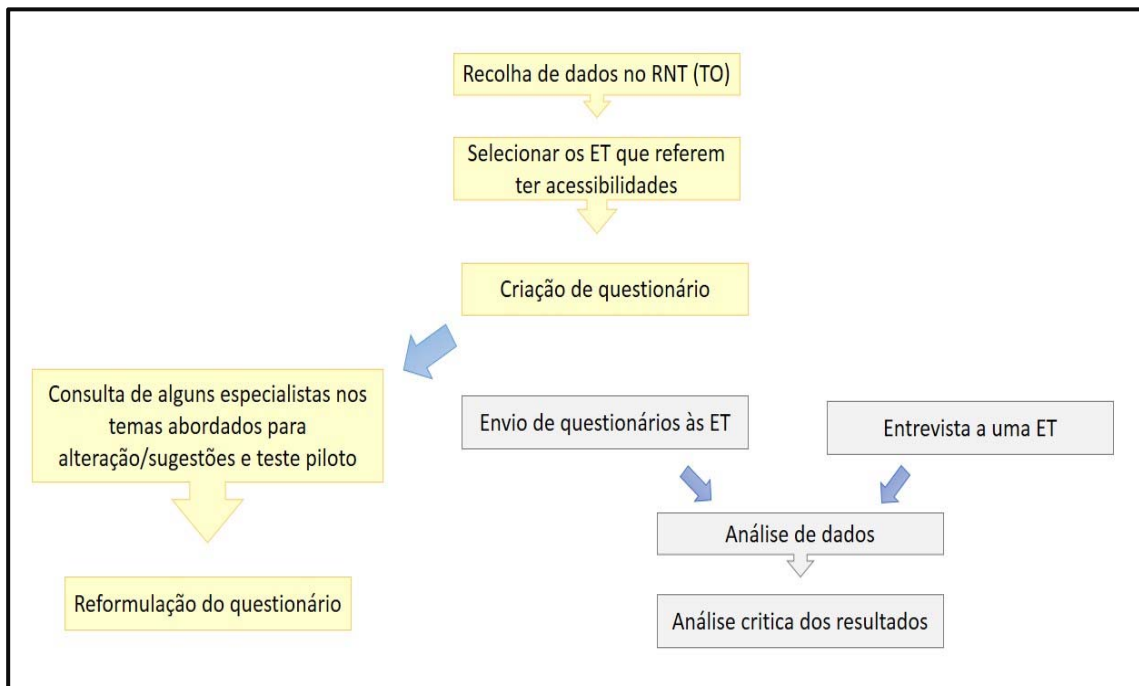 Recolha de dados no RNT (TO)
Selecionar os ET que referem
ter acessibilidades
Criação de questionário
Consulta de alguns especialistas nos
temas abordados para
alteração/sugestões e teste piloto
Reformulação do questionário
Envio de questionários às ET
Entrevista a uma ET
Análise de dados
Análise critica dos resultados